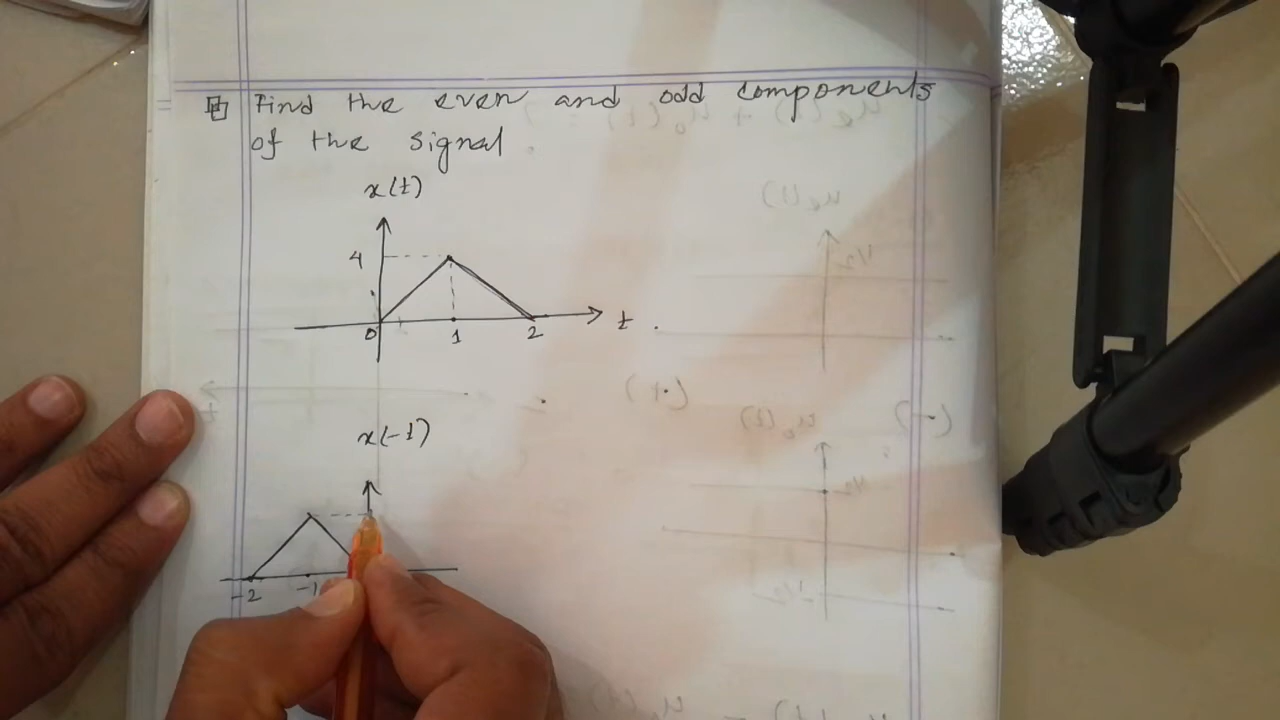 Find the even and odd components
of the signal.
x(t)
4
0 1 2 t
x(-t)
-2 -1